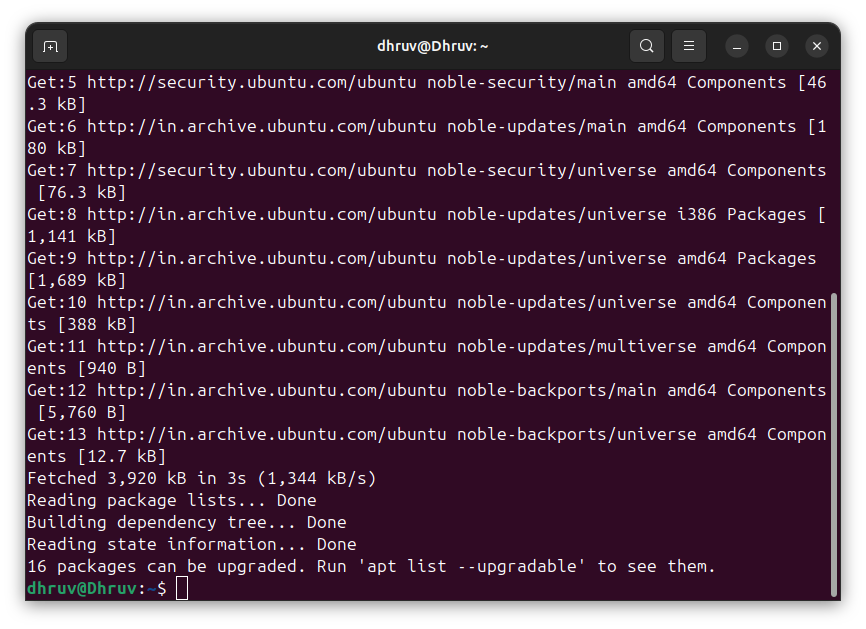 dhruv@Dhruv: ~
Get:5 http://security.ubuntu.com/ubuntu noble-security/main amd64 Components [46
.3 kB]
Get:6 http://in.archive.ubuntu.com/ubuntu noble-updates/main amd64 Components [1
80 kB]
Get:7 http://security.ubuntu.com/ubuntu noble-security/universe amd64 Components
 [76.3 kB]
Get:8 http://in.archive.ubuntu.com/ubuntu noble-updates/universe i386 Packages [
1,141 kB]
Get:9 http://in.archive.ubuntu.com/ubuntu noble-updates/universe amd64 Packages
[1,689 kB]
Get:10 http://in.archive.ubuntu.com/ubuntu noble-updates/universe amd64 Componen
ts [388 kB]
Get:11 http://in.archive.ubuntu.com/ubuntu noble-updates/multiverse amd64 Compon
ents [940 B]
Get:12 http://in.archive.ubuntu.com/ubuntu noble-backports/main amd64 Components
 [5,760 B]
Get:13 http://in.archive.ubuntu.com/ubuntu noble-backports/universe amd64 Compon
ents [12.7 kB]
Fetched 3,920 kB in 3s (1,344 kB/s)
Reading package lists... Done
Building dependency tree... Done
Reading state information... Done
16 packages can be upgraded. Run 'apt list --upgradable' to see them.
dhruv@Dhruv:~$